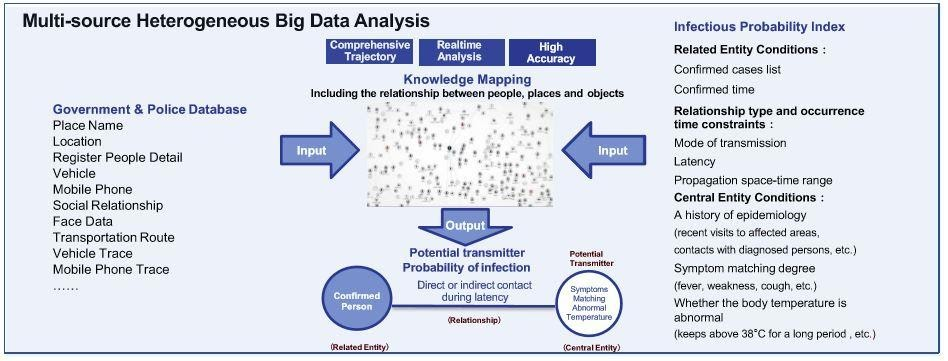 Multi-source Heterogeneous Big Data Analysis
Comprehensive
Trajectory
Realtime
Analysis
High
Accuracy
Knowledge Mapping
Including the relationship between people, places and objects
Government & Police Database
Place Name
Location
Register People Detail
Vehicle
Mobile Phone
Social Relationship
Face Data
Transportation Route
Vehicle Trace
Mobile Phone Trace
......
Input
Input
Output
Potential transmitter
Probability of infection
Direct or indirect contact
during latency
(Relationship)
Confirmed
Person
(Related Entity)
Potential
Transmitter
Symptoms
Matching
Abnormal
Temperature
(Central Entity)
Infectious Probability Index
Related Entity Conditions :
Confirmed cases list
Confirmed time
Relationship type and occurrence
time constraints :
Mode of transmission
Latency
Propagation space-time range
Central Entity Conditions :
A history of epidemiology
(recent visits to affected areas,
contacts with diagnosed persons, etc.)
Symptom matching degree
(fever, weakness, cough, etc.)
Whether the body temperature is
abnormal
(keeps above 38°C for a long period , etc.)